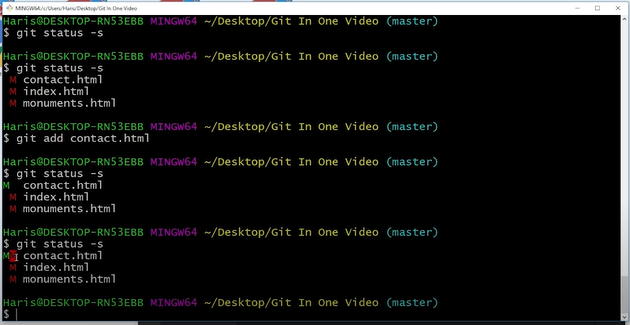 MINGW64:/c/Users/Haris/Desktop/Git In One Video
Haris@DESKTOP-RN53EBB MINGW64 ~/Desktop/Git In One Video (master)
$ git status -s
Haris@DESKTOP-RN53EBB MINGW64 ~/Desktop/Git In One Video (master)
$ git status -s
M contact.html
M index.html
M monuments.html
Haris@DESKTOP-RN53EBB MINGW64 ~/Desktop/Git In One Video (master)
$ git add contact.html
Haris@DESKTOP-RN53EBB MINGW64 ~/Desktop/Git In One Video (master)
$ git status -s
M contact.html
M index.html
M monuments.html
Haris@DESKTOP-RN53EBB MINGW64 ~/Desktop/Git In One Video (master)
$ git status -s
MM contact.html
M index.html
M monuments.html
Haris@DESKTOP-RN53EBB MINGW64 ~/Desktop/Git In One Video (master)
$